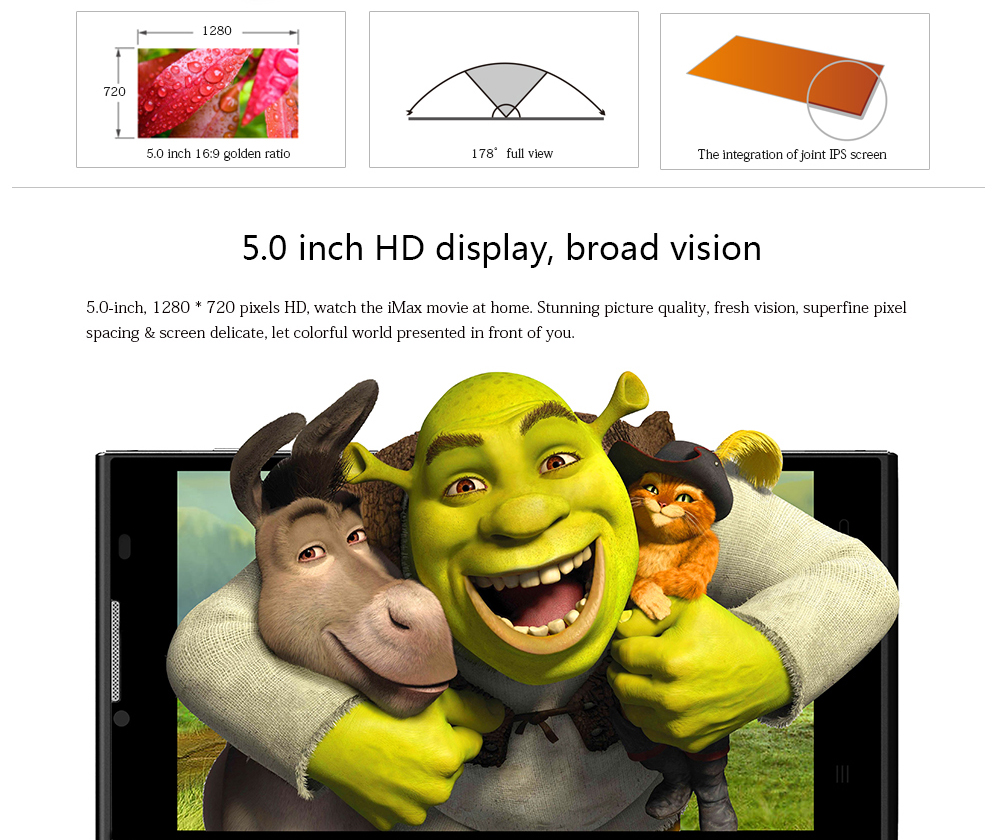 1280
720
5.0 inch 16:9 golden ratio
178° full view
The integration of joint IPS screen
5.0 inch HD display, broad vision
5.0-inch, 1280 * 720 pixels HD, watch the iMax movie at home. Stunning picture quality, fresh vision, superfine pixel
spacing & screen delicate, let colorful world presented in front of you.